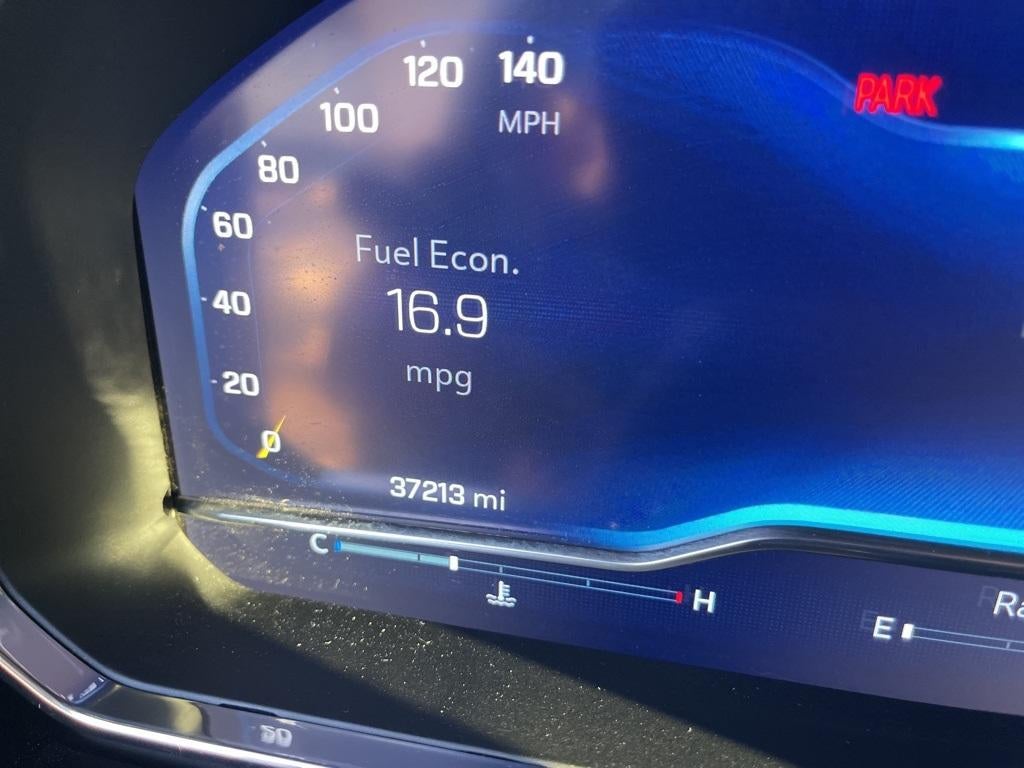 120 140
100 MPH
80
60
40
20
0
PARK
Fuel Econ.
16.9
mpg
37213 mi
C H
E